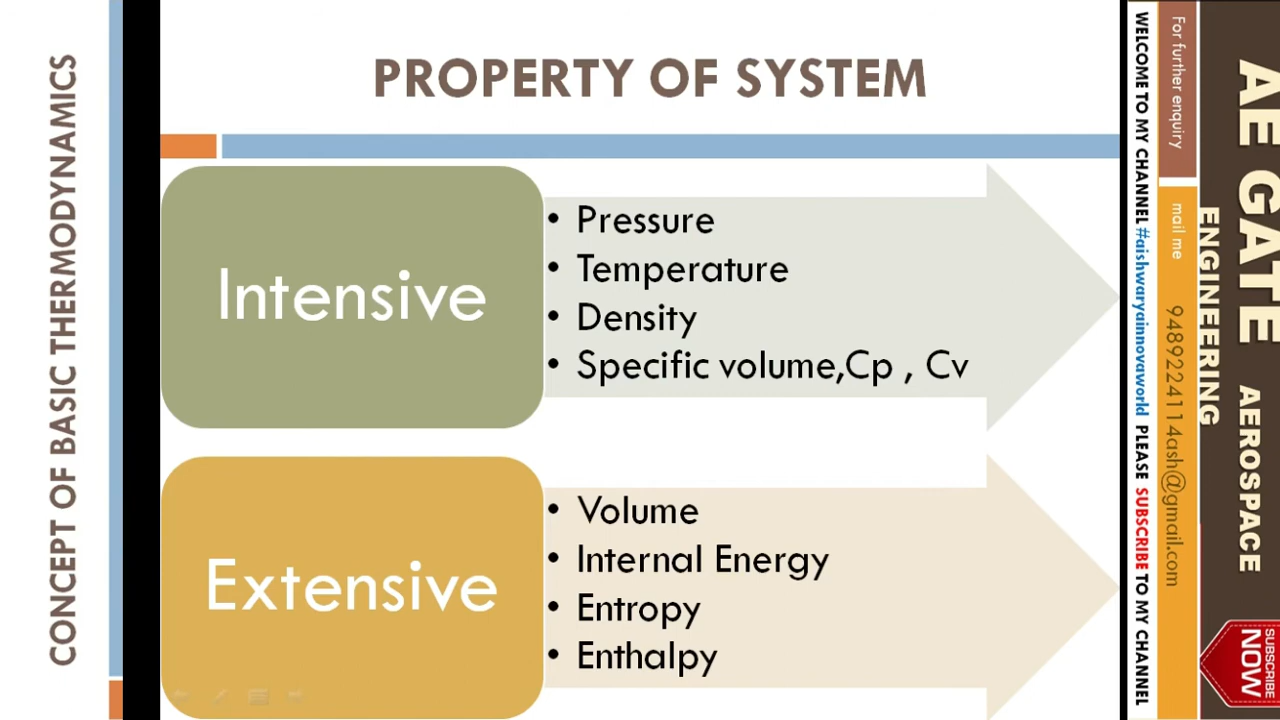 CONCEPT OF BASIC THERMODYNAMICS
PROPERTY OF SYSTEM
Intensive
• Pressure
• Temperature
• Density
• Specific volume,Cp , Cv
Extensive
• Volume
• Internal Energy
• Entropy
• Enthalpy
WELCOME TO MY CHANNEL #aishwaryainnovaworld PLEASE SUBSCRIBE TO MY CHANNEL
For further enquiry
mail me
9489224114ash@gmail.com
AE GATE AEROSPACE
ENGINEERING
SUBSCRIBE
NOW